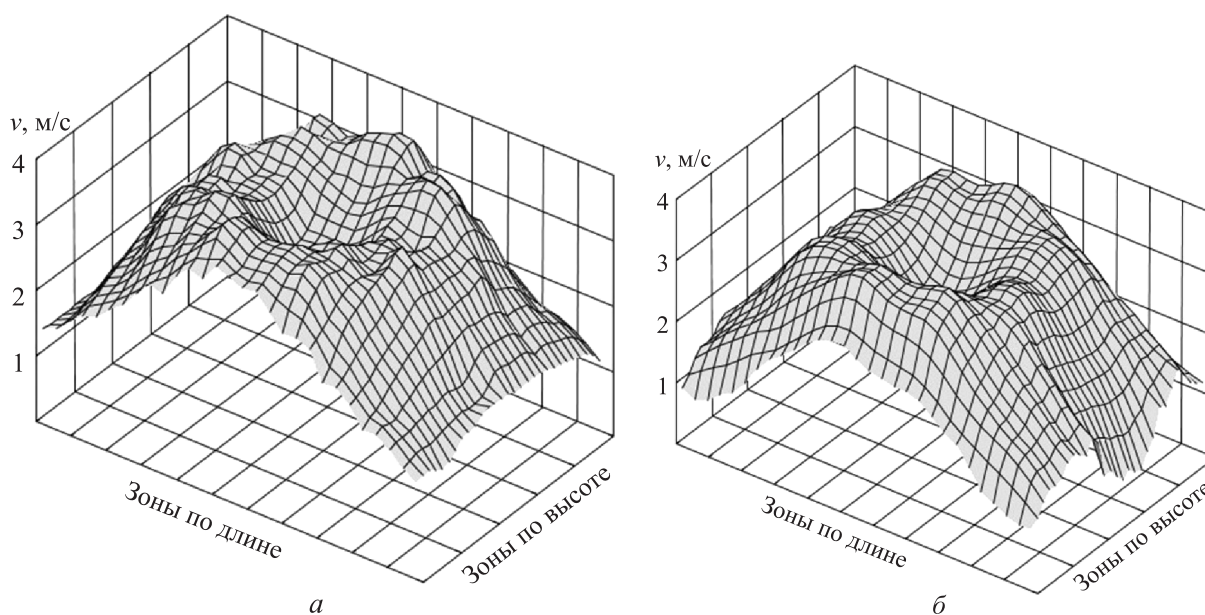 v, м/с
4
3
2
1
Зоны по длине
Зоны по высоте
а
v, м/с
4
3
2
1
Зоны по длине
Зоны по высоте
б